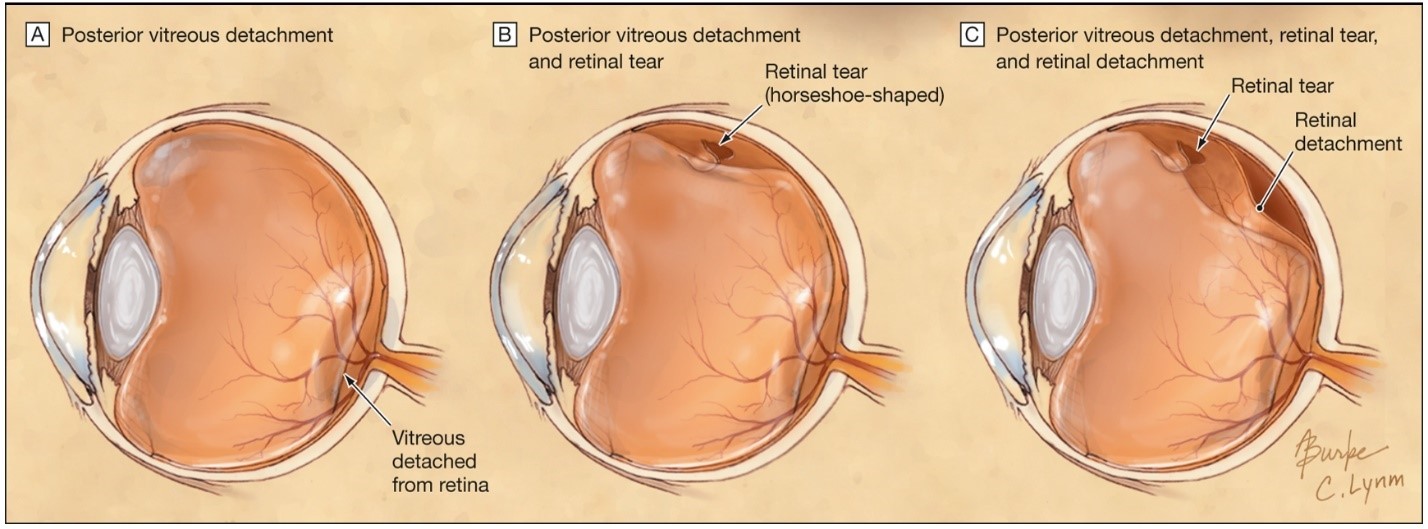 A Posterior vitreous detachment
Vitreous
detached
from retina
B Posterior vitreous detachment
and retinal tear
Retinal tear
(horseshoe-shaped)
C Posterior vitreous detachment, retinal tear,
and retinal detachment
Retinal tear
Retinal
detachment
ABurke
C. Lynm